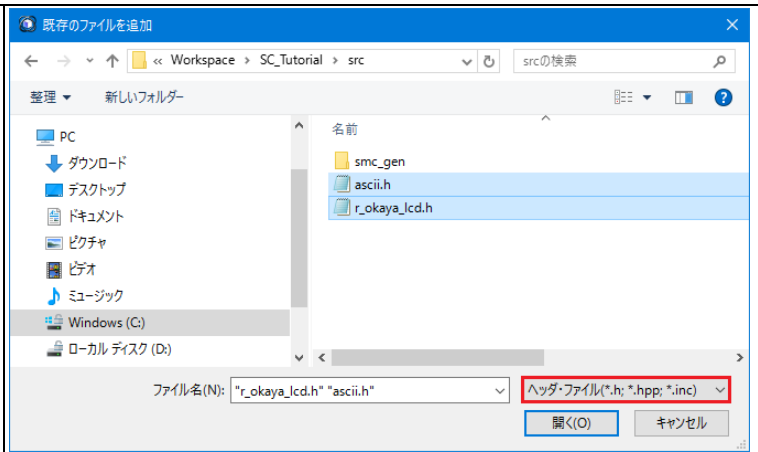 既存のファイルを追加
« Workspace › SC_Tutorial › src
srcの検索
整理 新しいフォルダー
名前
PC
ダウンロード
デスクトップ
ドキュメント
ピクチャ
ビデオ
ミュージック
Windows (C:)
ローカル ディスク (D:)
smc_gen
ascii.h
r_okaya_lcd.h
ファイル名(N): "r_okaya_lcd.h" "ascii.h"
ヘッダ・ファイル(*.h; *.hpp; *.inc)
開く(O) キャンセル